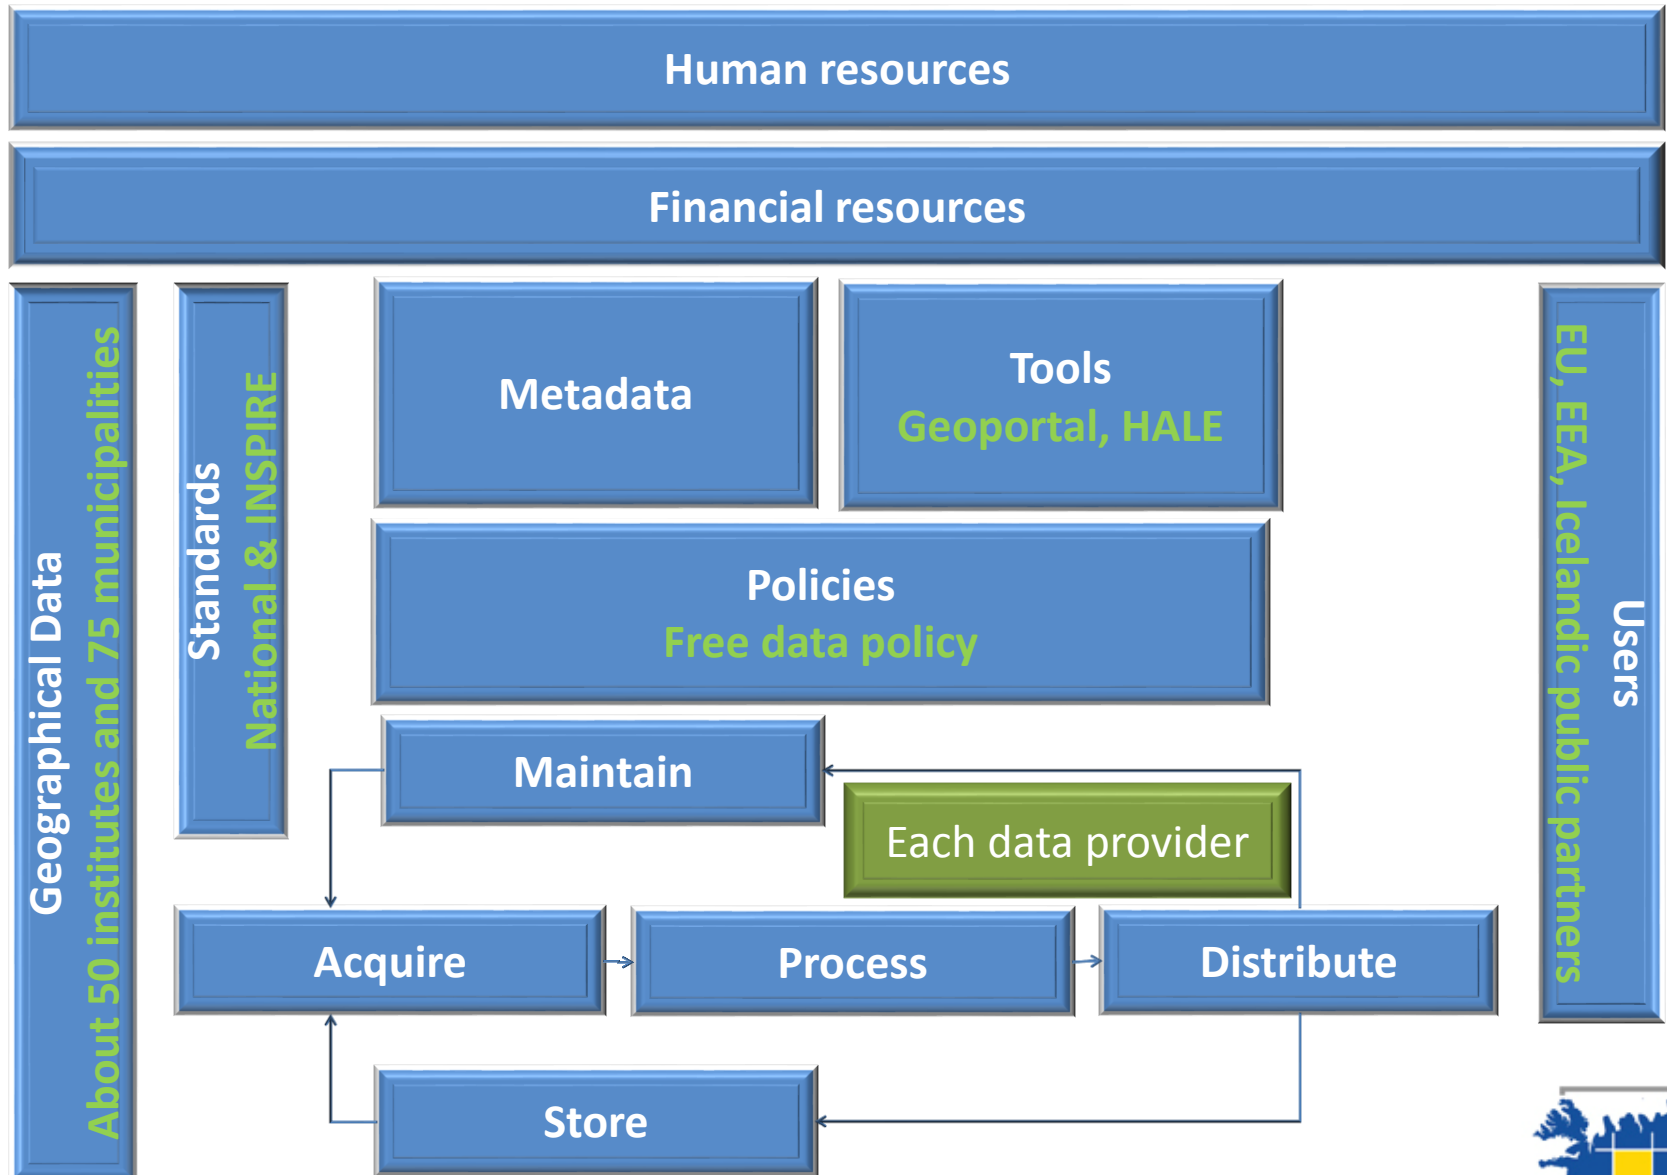 Human resources
Financial resources
Geographical Data
About 50 institutes and 75 municipalities
Standards
National & INSPIRE
Metadata
Tools
Geoportal, HALE
Policies
Free data policy
Users
EU, EEA, Icelandic public partners
Maintain
Each data provider
Acquire
Process
Distribute
Store